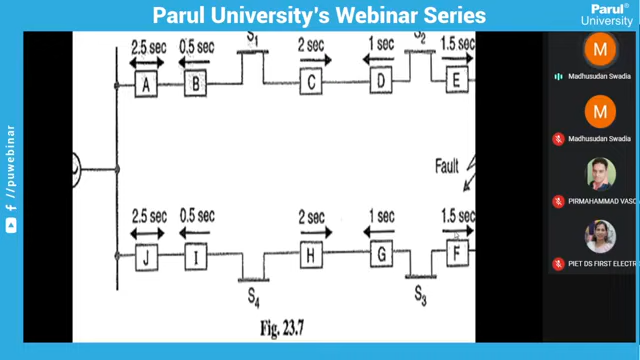 Parul University's Webinar Series
Parul®
University
2.5 sec 0.5 sec S1 2 sec 1 sec S2 1.5 sec
A B C D E
Fault
2.5 sec 0.5 sec 2 sec 1 sec 1.5 sec
J I H G F
S4 S3
Fig. 23.7
M
Madhusudan Swadia
M
Madhusudan Swadia
PIRMAHAMMAD VASO
PIET DS FIRST ELECTR
//puwebinar